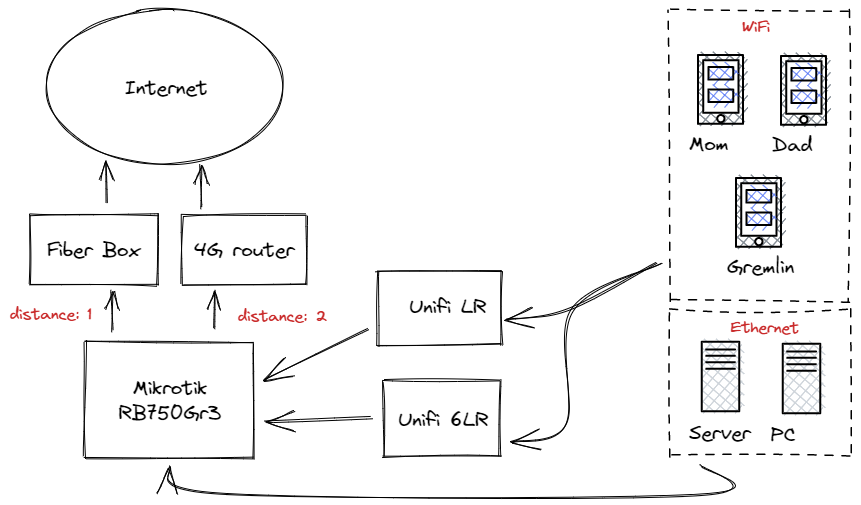 Internet
WiFi
Mom
Dad
Gremlin
Fiber Box
4G router
distance: 1
distance: 2
Unifi LR
Ethernet
Mikrotik
RB750Gr3
Unifi 6LR
Server
PC